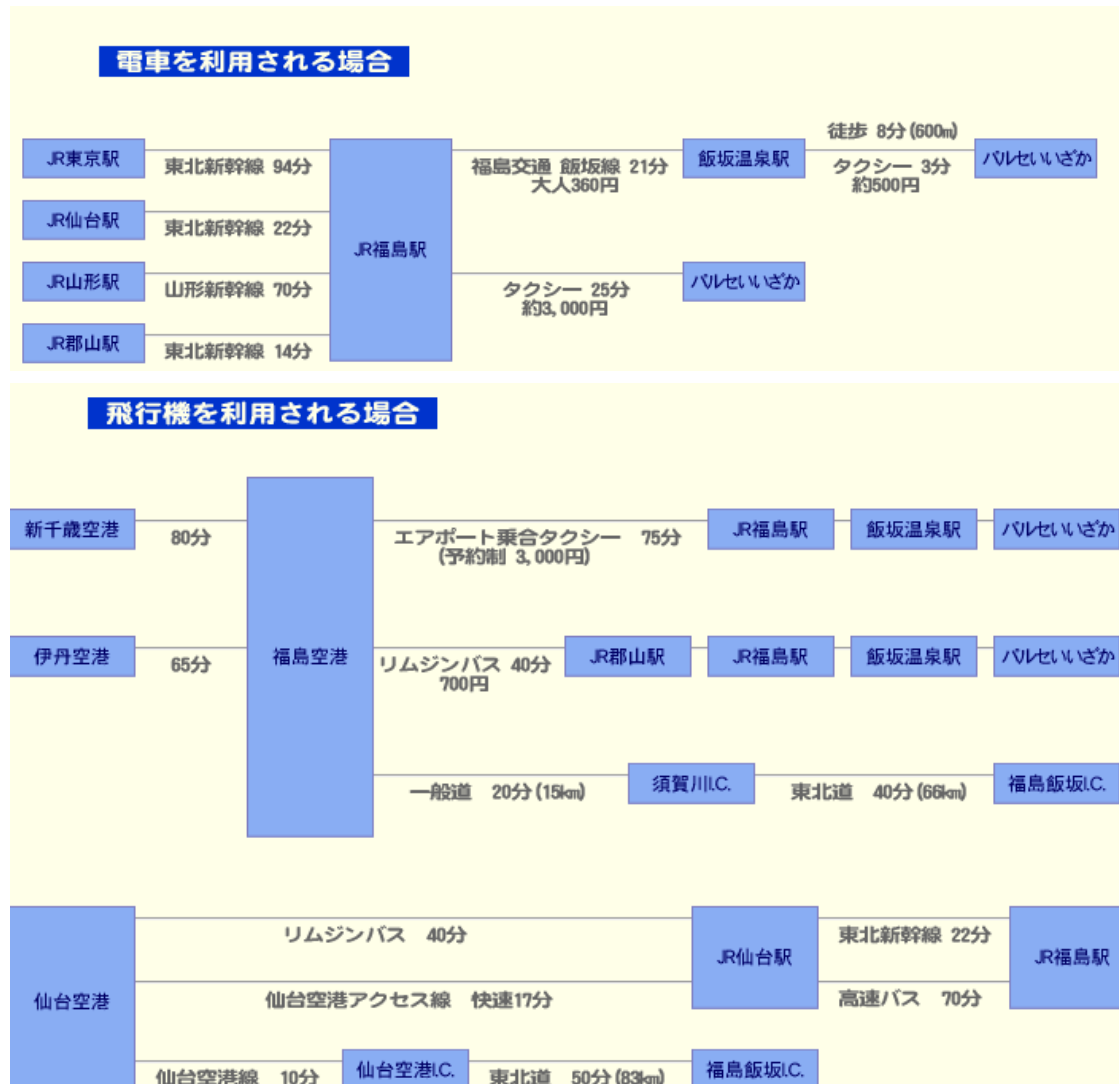 電車を利用される場合
徒歩 8分(600m)
JR東京駅
東北新幹線 94分
福島交通 飯坂線 21分
大人360円
飯坂温泉駅
タクシー 3分
約500円
パルセいいざか
JR仙台駅
東北新幹線 22分
JR福島駅
JR山形駅
山形新幹線 70分
タクシー 25分
約3,000円
パルセいいざか
JR郡山駅
東北新幹線 14分
飛行機を利用される場合
新千歳空港
80分
エアポート乗合タクシー 75分
(予約制 3,000円)
JR福島駅
飯坂温泉駅
パルセいいざか
伊丹空港
65分
福島空港
リムジンバス 40分
700円
JR郡山駅
JR福島駅
飯坂温泉駅
パルセいいざか
一般道 20分(15km)
須賀川I.C.
東北道 40分(66km)
福島飯坂I.C.
リムジンバス 40分
JR仙台駅
東北新幹線 22分
JR福島駅
仙台空港
仙台空港アクセス線 快速17分
高速バス 70分
仙台空港線 10分
仙台空港I.C.
東北道 50分(83km)
福島飯坂I.C.